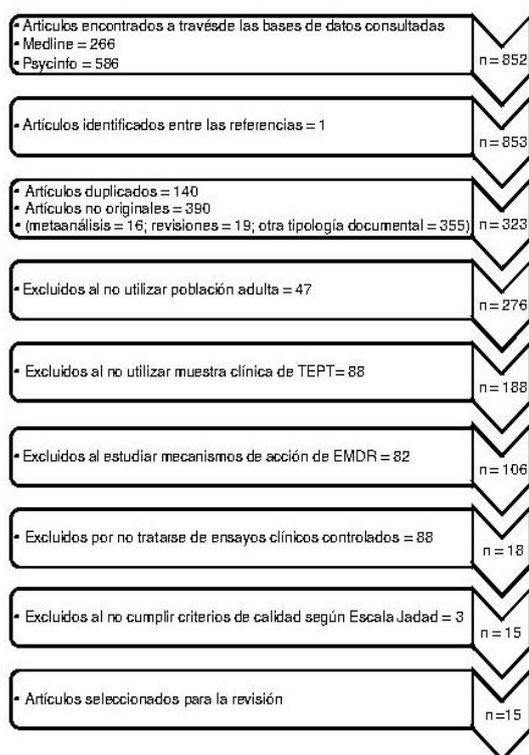 • Articulos encontrados a travésde las bases de datos consultadas
• Medline = 266
• Psycinfo = 586
n=852
• Artículos identificados entre las referencias = 1
n=853
• Artículos duplicados = 140
• Artículos no originales = 390
• (metaanálisis = 16; revisiones = 19; otra tipología documental = 355)
n=323
• Excluidos al no utilizar población adulta = 47
n=276
• Excluidos al no utilizar muestra clínica de TEPT= 88
n=188
• Excluidos al estudiar mecanismos de acción de EMDR = 82
n=106
• Excluidos por no tratarse de ensayos clínicos controlados = 88
n=18
• Excluidos al no cumplir criterios de calidad según Escala Jadad = 3
n=15
• Artículos seleccionados para la revisión
n=15